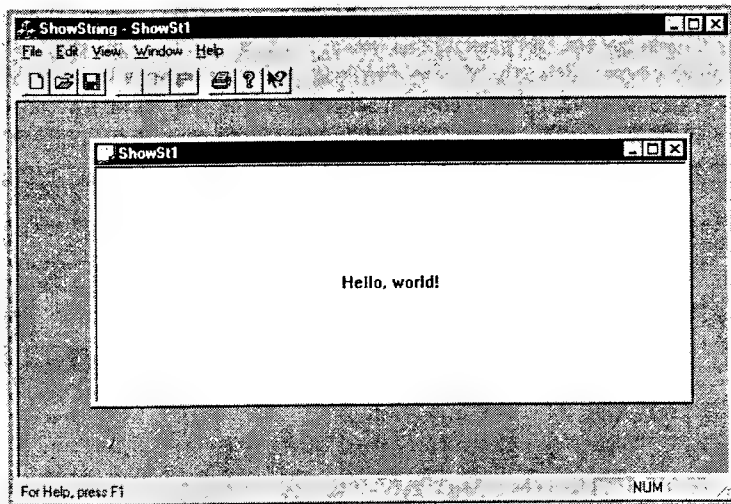 ShowString - ShowSt1
File Edit View Window Help
ShowSt1
Hello, world!
For Help, press F1
NUM